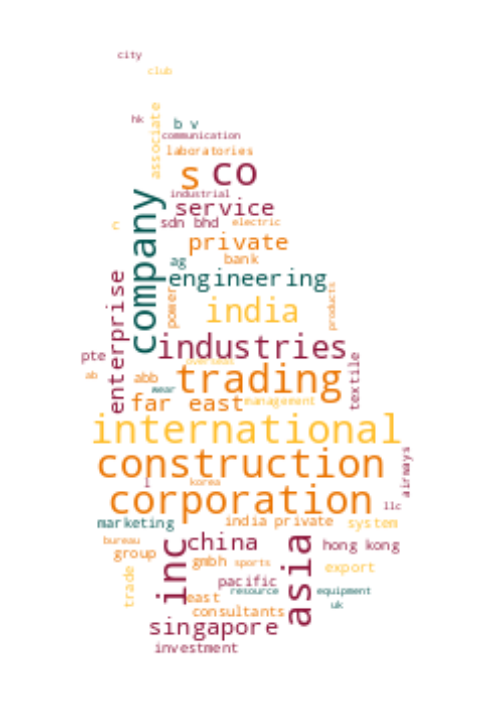 city
club
associate
hk
b v
communication
laboratories
s co
industrial
service
c
sdn bhd
electric
private
company
ag
bank
engineering
enterprise
power
products
india
industries
pte
overseas
textile
ab
abb
trading
wear
far east
management
international
construction
airways
l
korea
corporation
llc
marketing
india private
system
bureau
inc
china
asia
hong kong
group
gmbh
sports
export
trade
pacific
resource
equipment
east
uk
consultants
singapore
investment